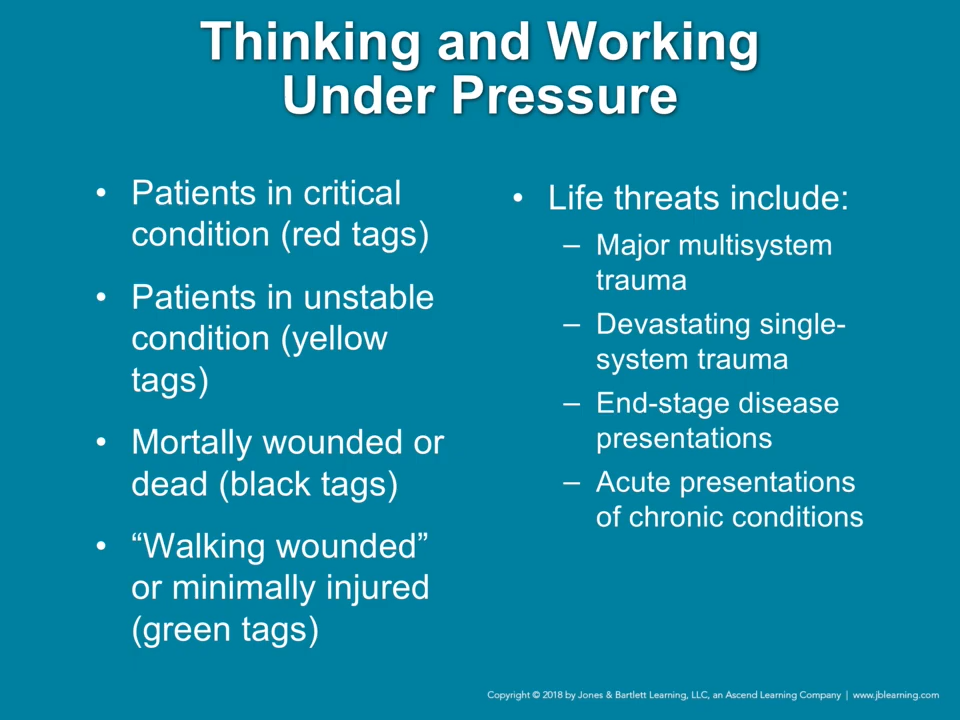 Thinking and Working
Under Pressure
• Patients in critical
condition (red tags)
• Patients in unstable
condition (yellow
tags)
• Mortally wounded or
dead (black tags)
• “Walking wounded”
or minimally injured
(green tags)
• Life threats include:
– Major multisystem
trauma
– Devastating single-
system trauma
– End-stage disease
presentations
– Acute presentations
of chronic conditions
Copyright © 2018 by Jones & Bartlett Learning, LLC, an Ascend Learning Company | www.jblearning.com